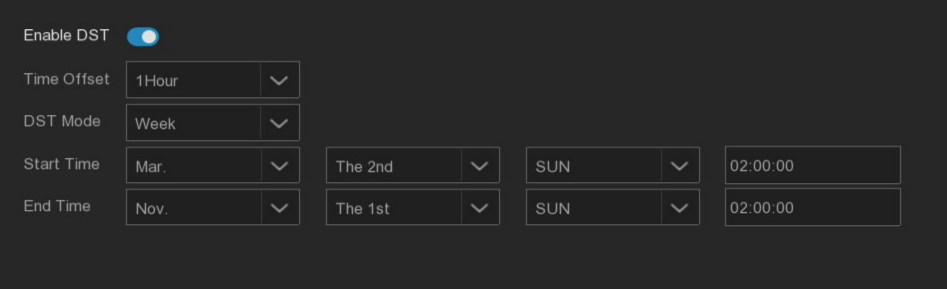 Enable DST
Time Offset 1Hour
DST Mode Week
Start Time Mar. The 2nd SUN 02:00:00
End Time Nov. The 1st SUN 02:00:00